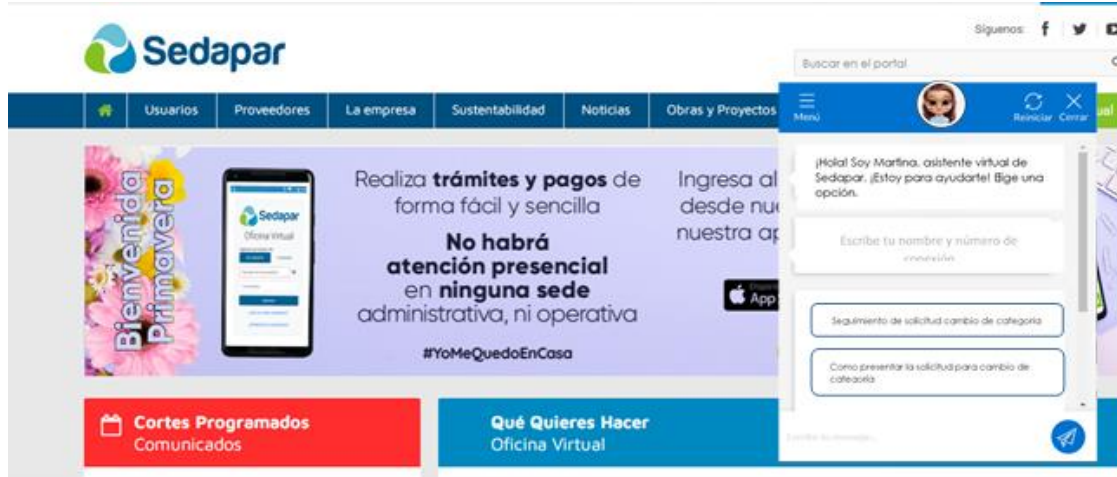 Síguenos:
Sedapar
Buscar en el portal
Usuarios
Proveedores
La empresa
Sustentabilidad
Noticias
Obras y Proyectos
Menú
Reiniciar
Cerrar
Bienvenida
Primavera
Sedapar
Oficina Virtual
Realiza trámites y pagos de
forma fácil y sencilla
No habrá
atención presencial
en ninguna sede
administrativa, ni operativa
#YoMeQuedoEnCasa
Ingresa al
desde
App
¡Hola! Soy Martina, asistente virtual de
Sedapar. ¡Estoy para ayudarte! Elige una
opción.
Escribe tu nombre y número de
conexión
Seguimiento de solicitud cambio de categoría
Como presentar la solicitud para cambio de
categoría
Escribe tu mensaje...
Cortes Programados
Comunicados
Qué Quieres Hacer
Oficina Virtual